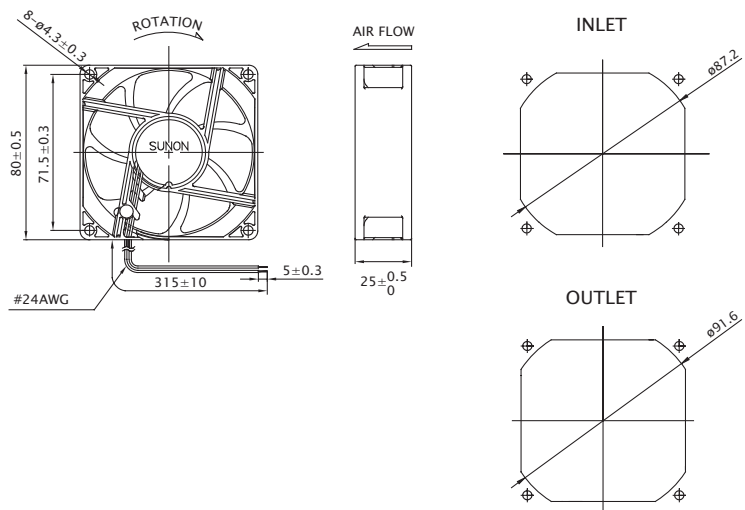 8-ø4.3±0.3
ROTATION
AIR FLOW
INLET
ø87.2
80±0.5
71.5±0.3
SUNON
5±0.3
315±10
#24AWG
25±0.5
0
OUTLET
ø91.6